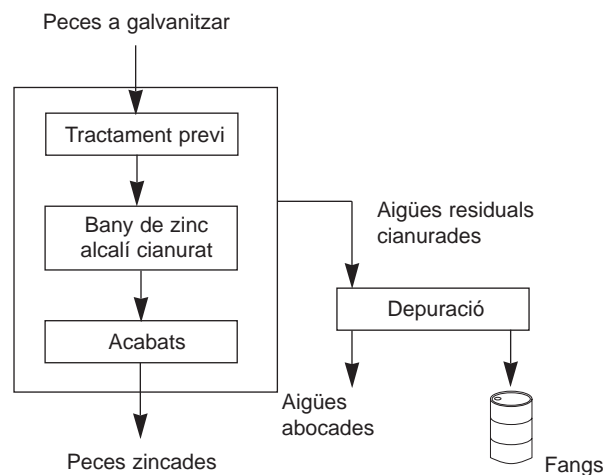 Peces a galvanitzar
Tractament previ
Bany de zinc
alcalí cianurat
Aigües residuals
cianurades
Depuració
Acabats
Aigües
abocades
Peces zincades
Fangs